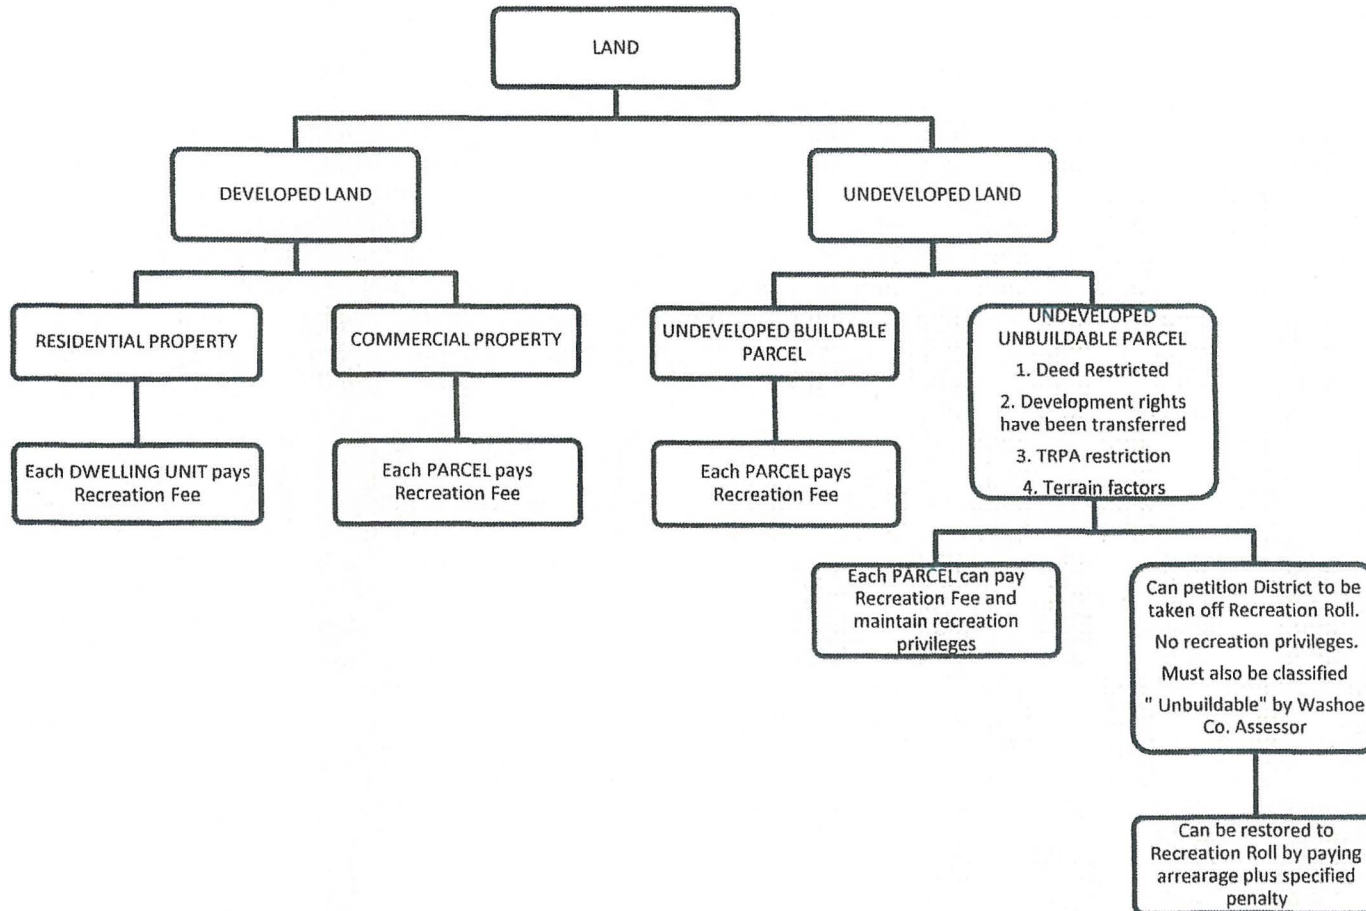 LAND
DEVELOPED LAND
UNDEVELOPED LAND
RESIDENTIAL PROPERTY
COMMERCIAL PROPERTY
UNDEVELOPED BUILDABLE
PARCEL
UNDEVELOPED
UNBUILDABLE PARCEL
1. Deed Restricted
2. Development rights
have been transferred
3. TRPA restriction
4. Terrain factors
Each DWELLING UNIT pays
Recreation Fee
Each PARCEL pays
Recreation Fee
Each PARCEL pays
Recreation Fee
Each PARCEL can pay
Recreation Fee and
maintain recreation
privileges
Can petition District to be
taken off Recreation Roll.
No recreation privileges.
Must also be classified
" Unbuildable" by Washoe
Co. Assessor
Can be restored to
Recreation Roll by paying
arrearage plus specified
penalty